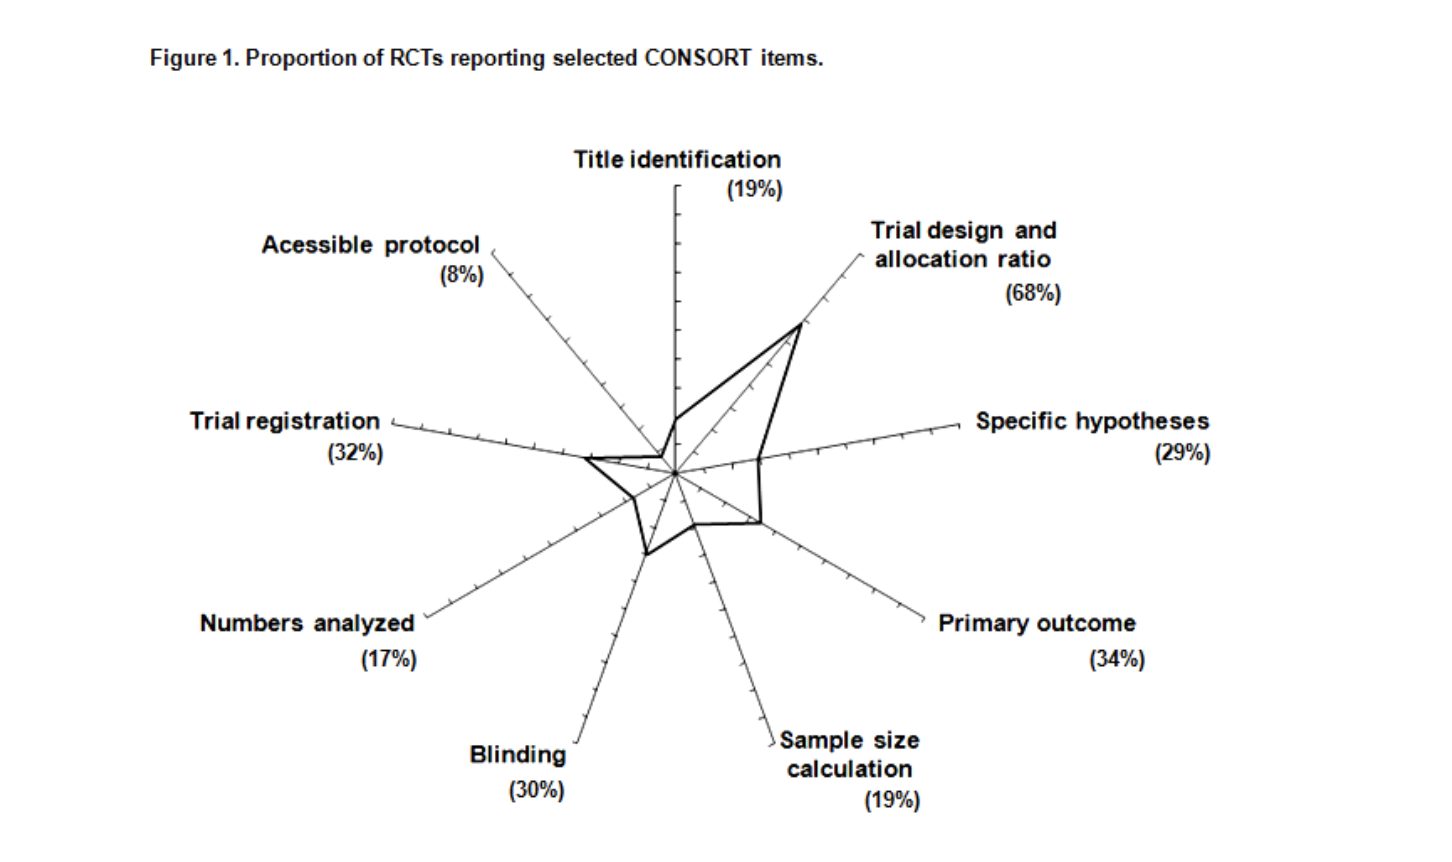 Figure 1. Proportion of RCTs reporting selected CONSORT items.
Title identification
(19%)
Trial design and
allocation ratio
(68%)
Specific hypotheses
(29%)
Primary outcome
(34%)
Sample size
calculation
(19%)
Blinding
(30%)
Numbers analyzed
(17%)
Trial registration
(32%)
Acessible protocol
(8%)